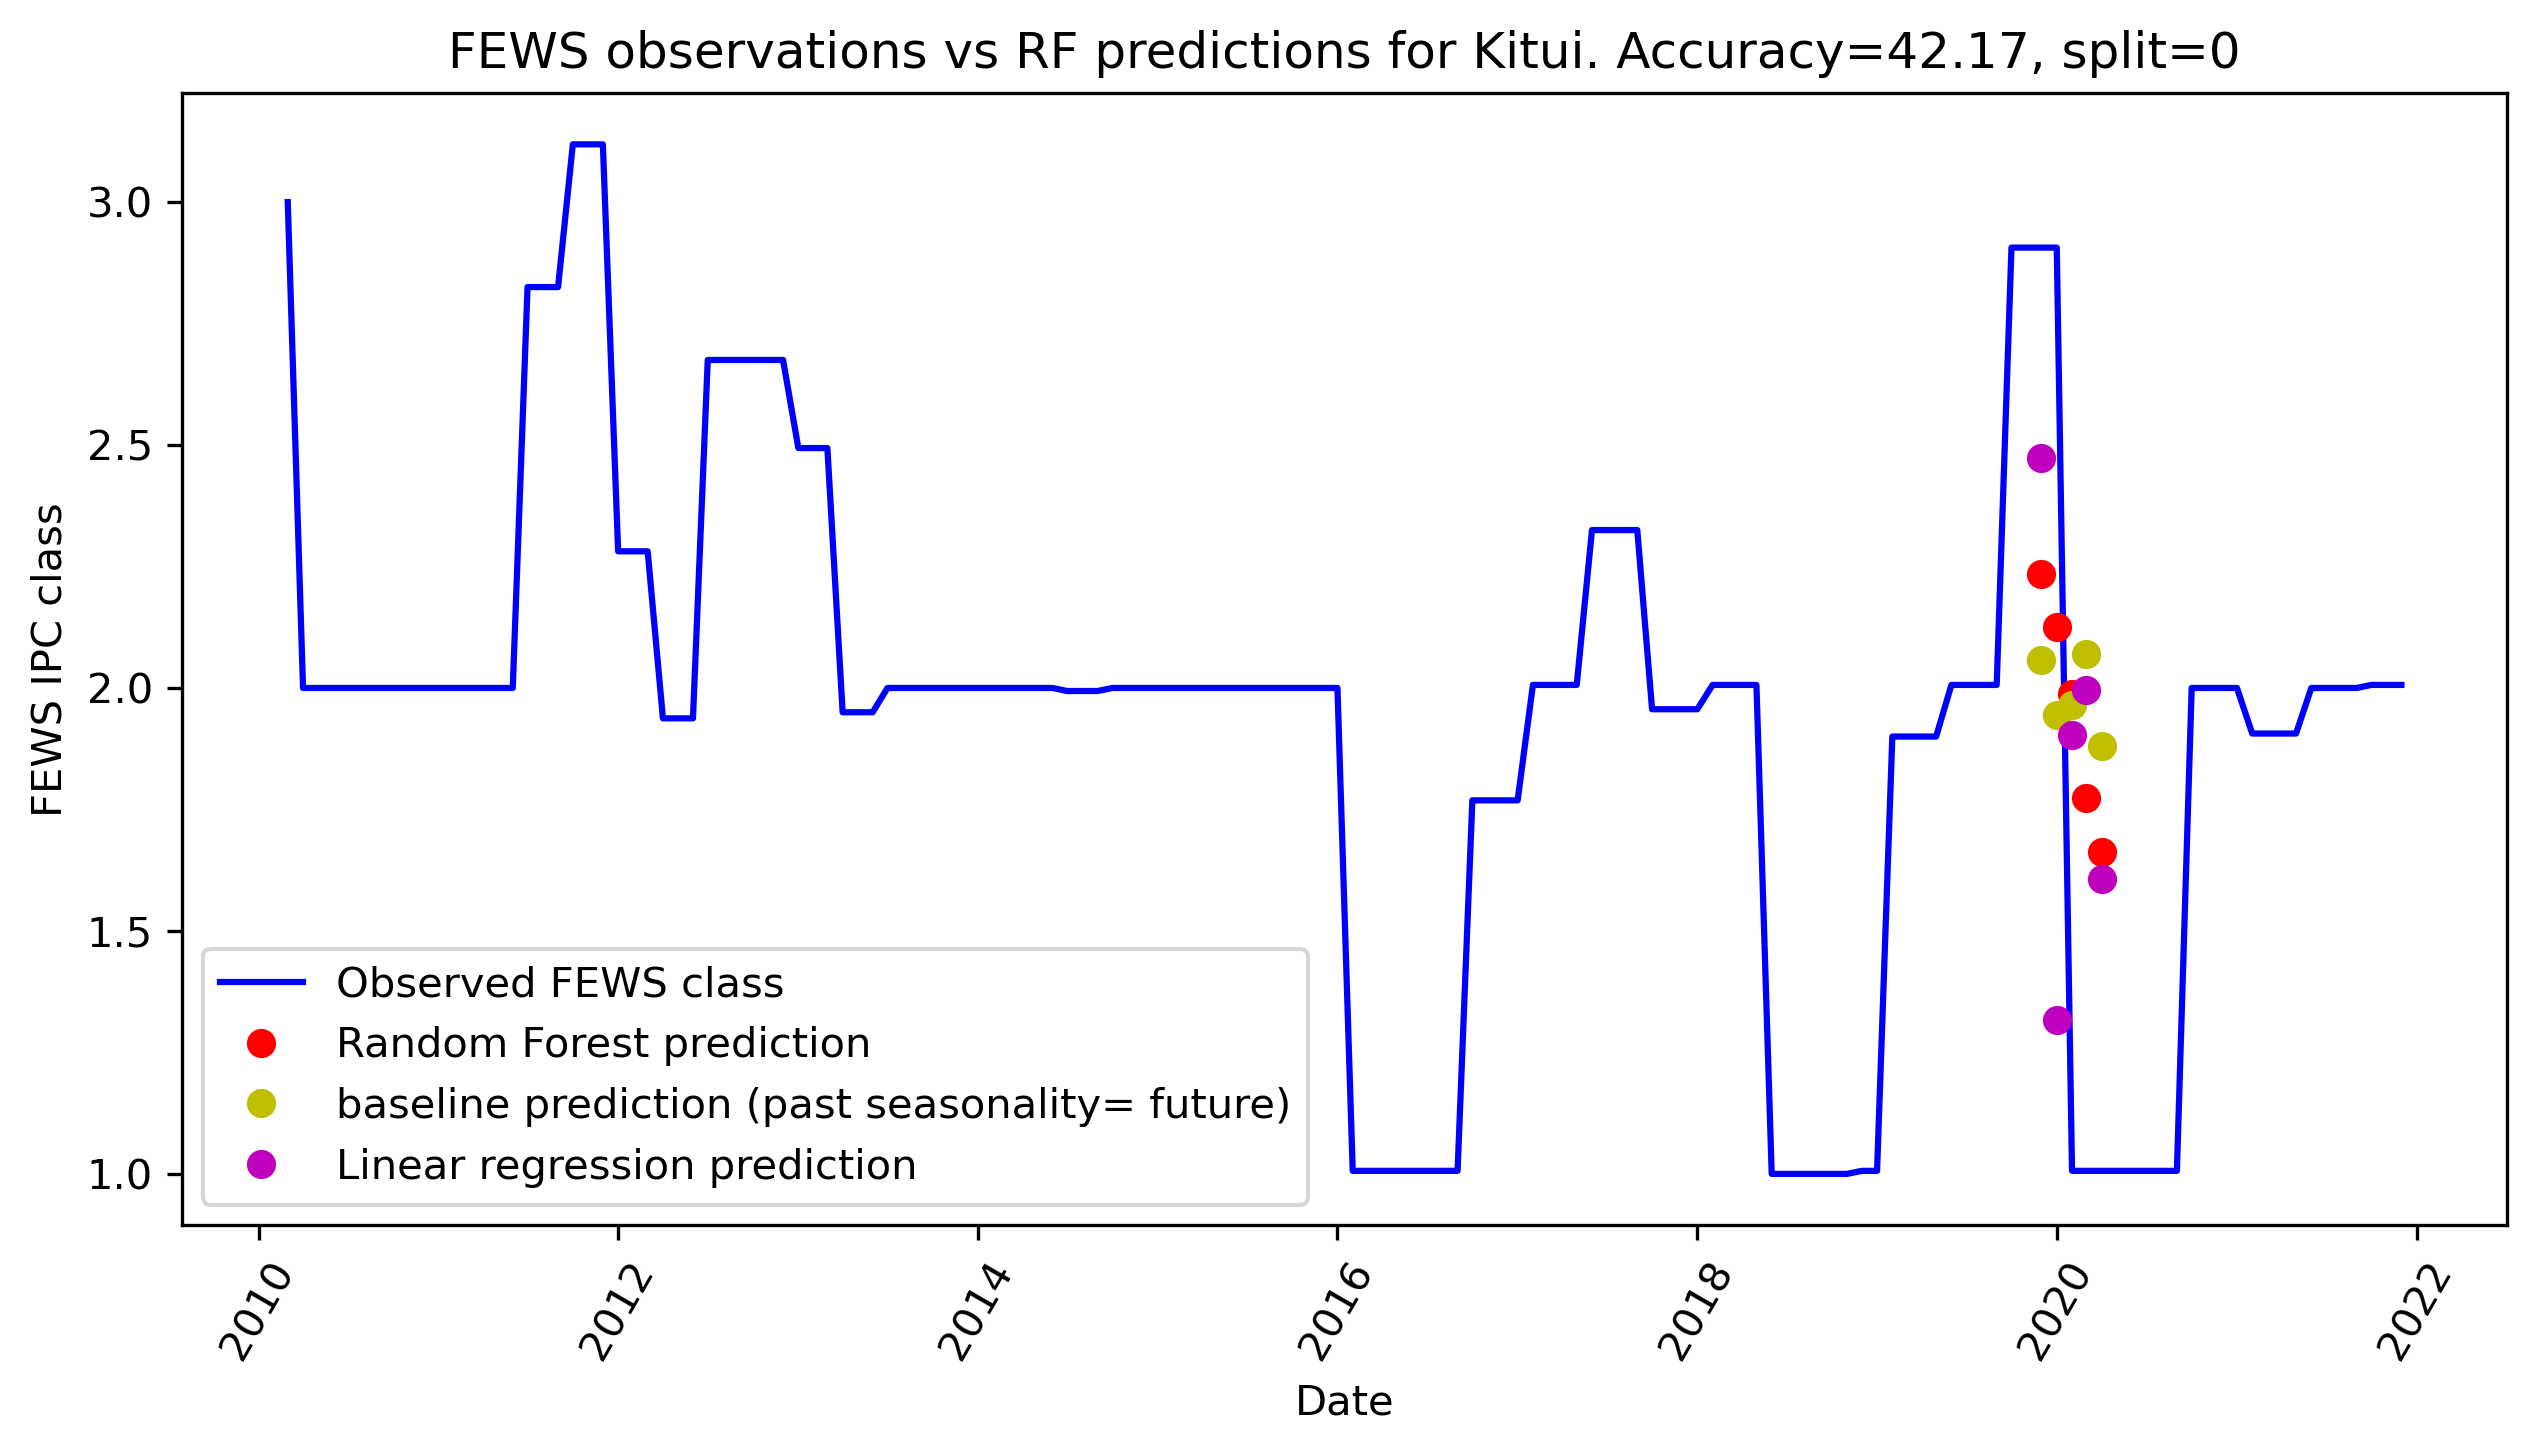 FEWS observations vs RF predictions for Kitui. Accuracy=42.17, split=0
FEWS IPC class
3.0
2.5
2.0
1.5
1.0
Observed FEWS class
Random Forest prediction
baseline prediction (past seasonality= future)
Linear regression prediction
2010
2012
2014
2016
2018
2020
2022
Date